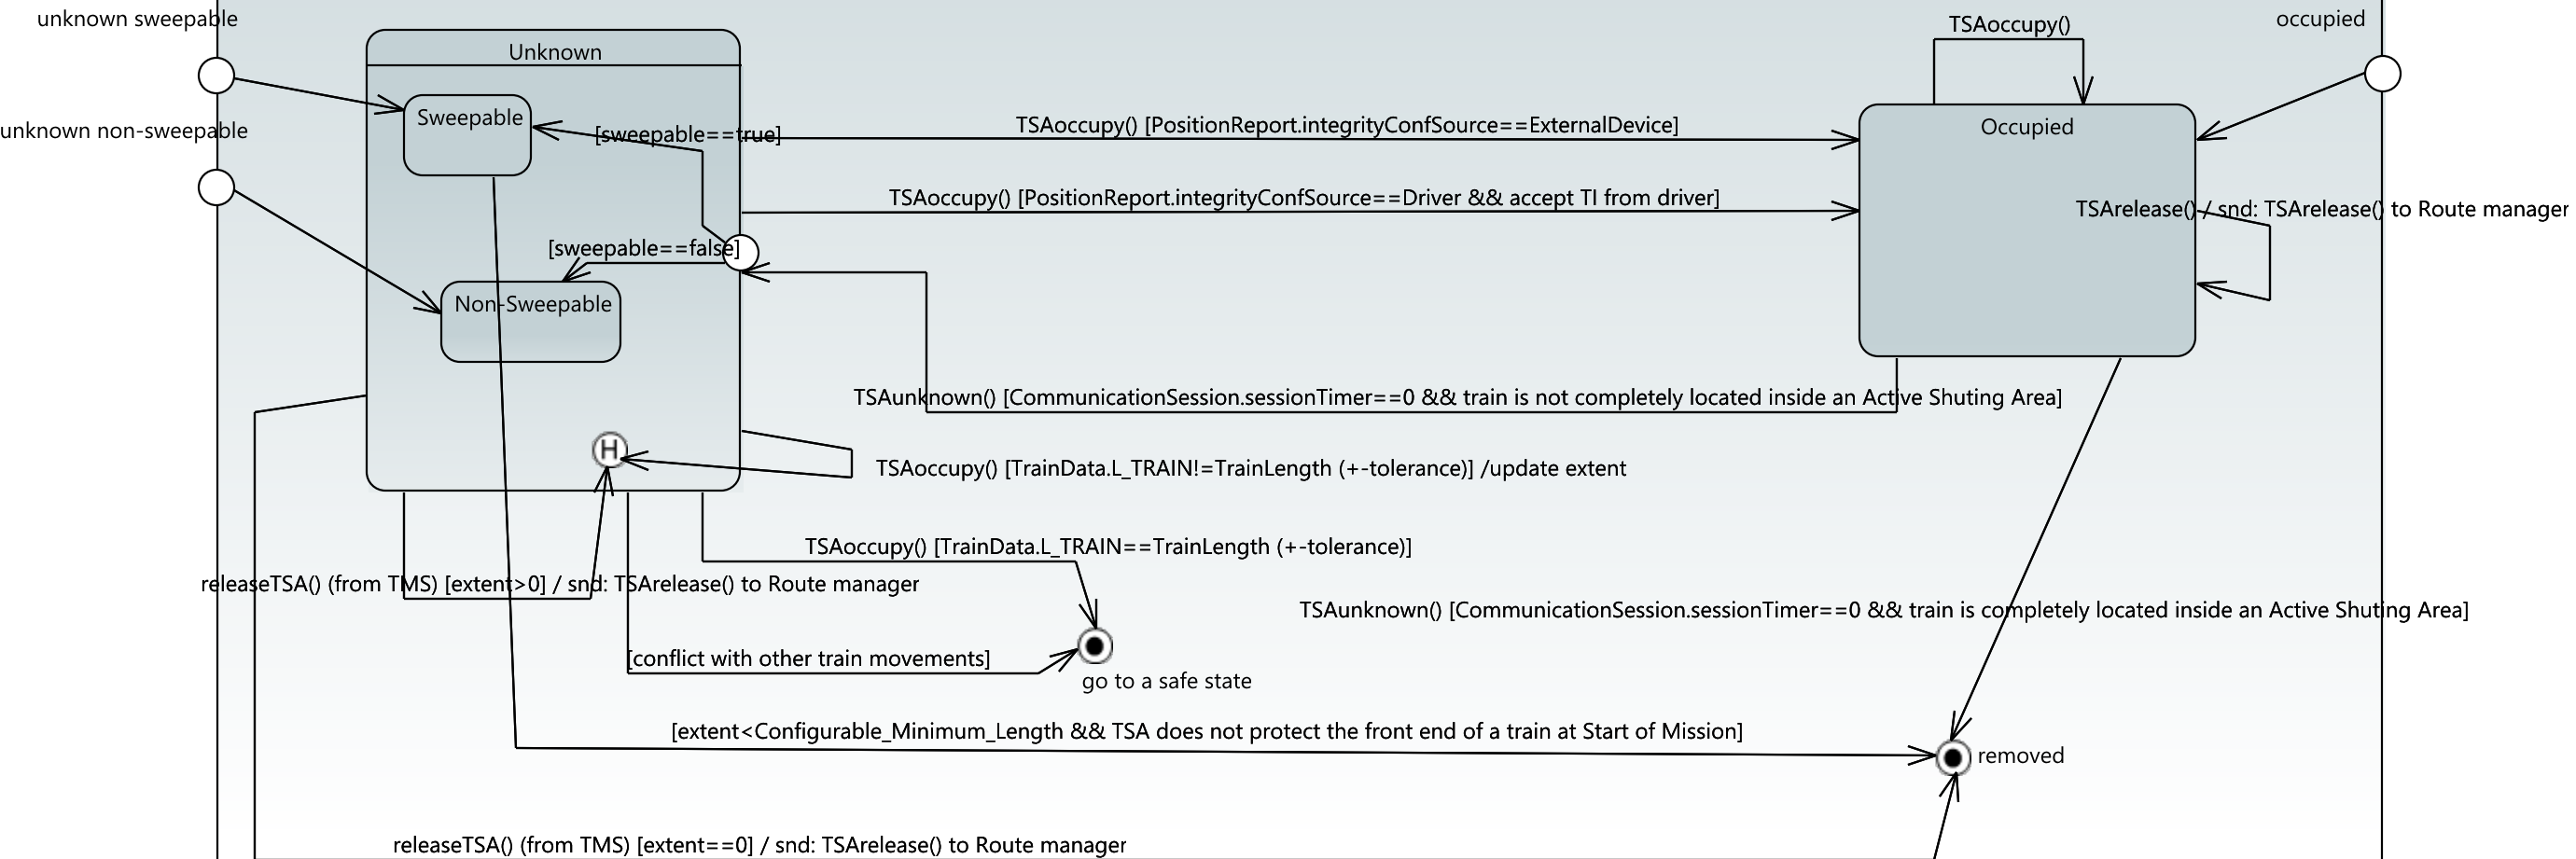 unknown sweepable
TSAoccupy()
occupied
Unknown
Sweepable
TSAoccupy() [PositionReport.integrityConfSource==ExternalDevice]
Occupied
unknown non-sweepable
[sweepable==true]
TSAoccupy() [PositionReport.integrityConfSource==Driver && accept TI from driver]
TSArelease() / snd: TSArelease() to Route manager
[sweepable==false]
Non-Sweepable
TSAunknown() [CommunicationSession.sessionTimer==0 && train is not completely located inside an Active Shuting Area]
H
TSAoccupy() [TrainData.L_TRAIN!=TrainLength (+-tolerance)] /update extent
TSAoccupy() [TrainData.L_TRAIN==TrainLength (+-tolerance)]
releaseTSA() (from TMS) [extent>0] / snd: TSArelease() to Route manager
TSAunknown() [CommunicationSession.sessionTimer==0 && train is completely located inside an Active Shuting Area]
[conflict with other train movements]
go to a safe state
[extent<Configurable_Minimum_Length && TSA does not protect the front end of a train at Start of Mission]
removed
releaseTSA() (from TMS) [extent==0] / snd: TSArelease() to Route manager